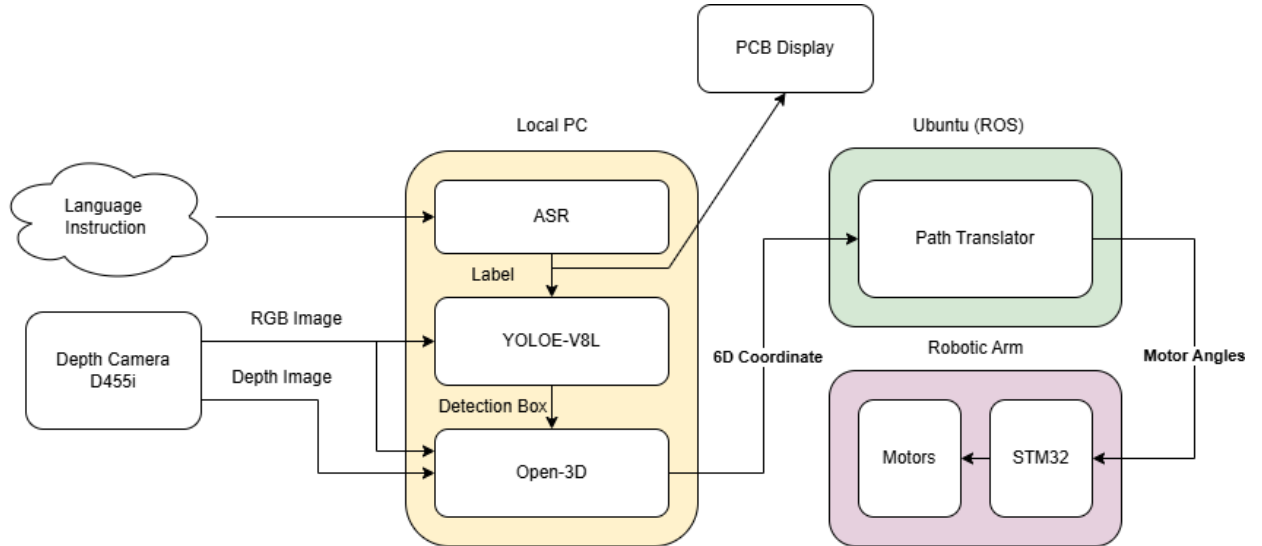 PCB Display
Local PC
Ubuntu (ROS)
Language
Instruction
ASR
Path Translator
Label
RGB Image
YOLOE-V8L
Depth Camera
D455i
Depth Image
6D Coordinate
Robotic Arm
Motor Angles
Detection Box
Open-3D
Motors
STM32